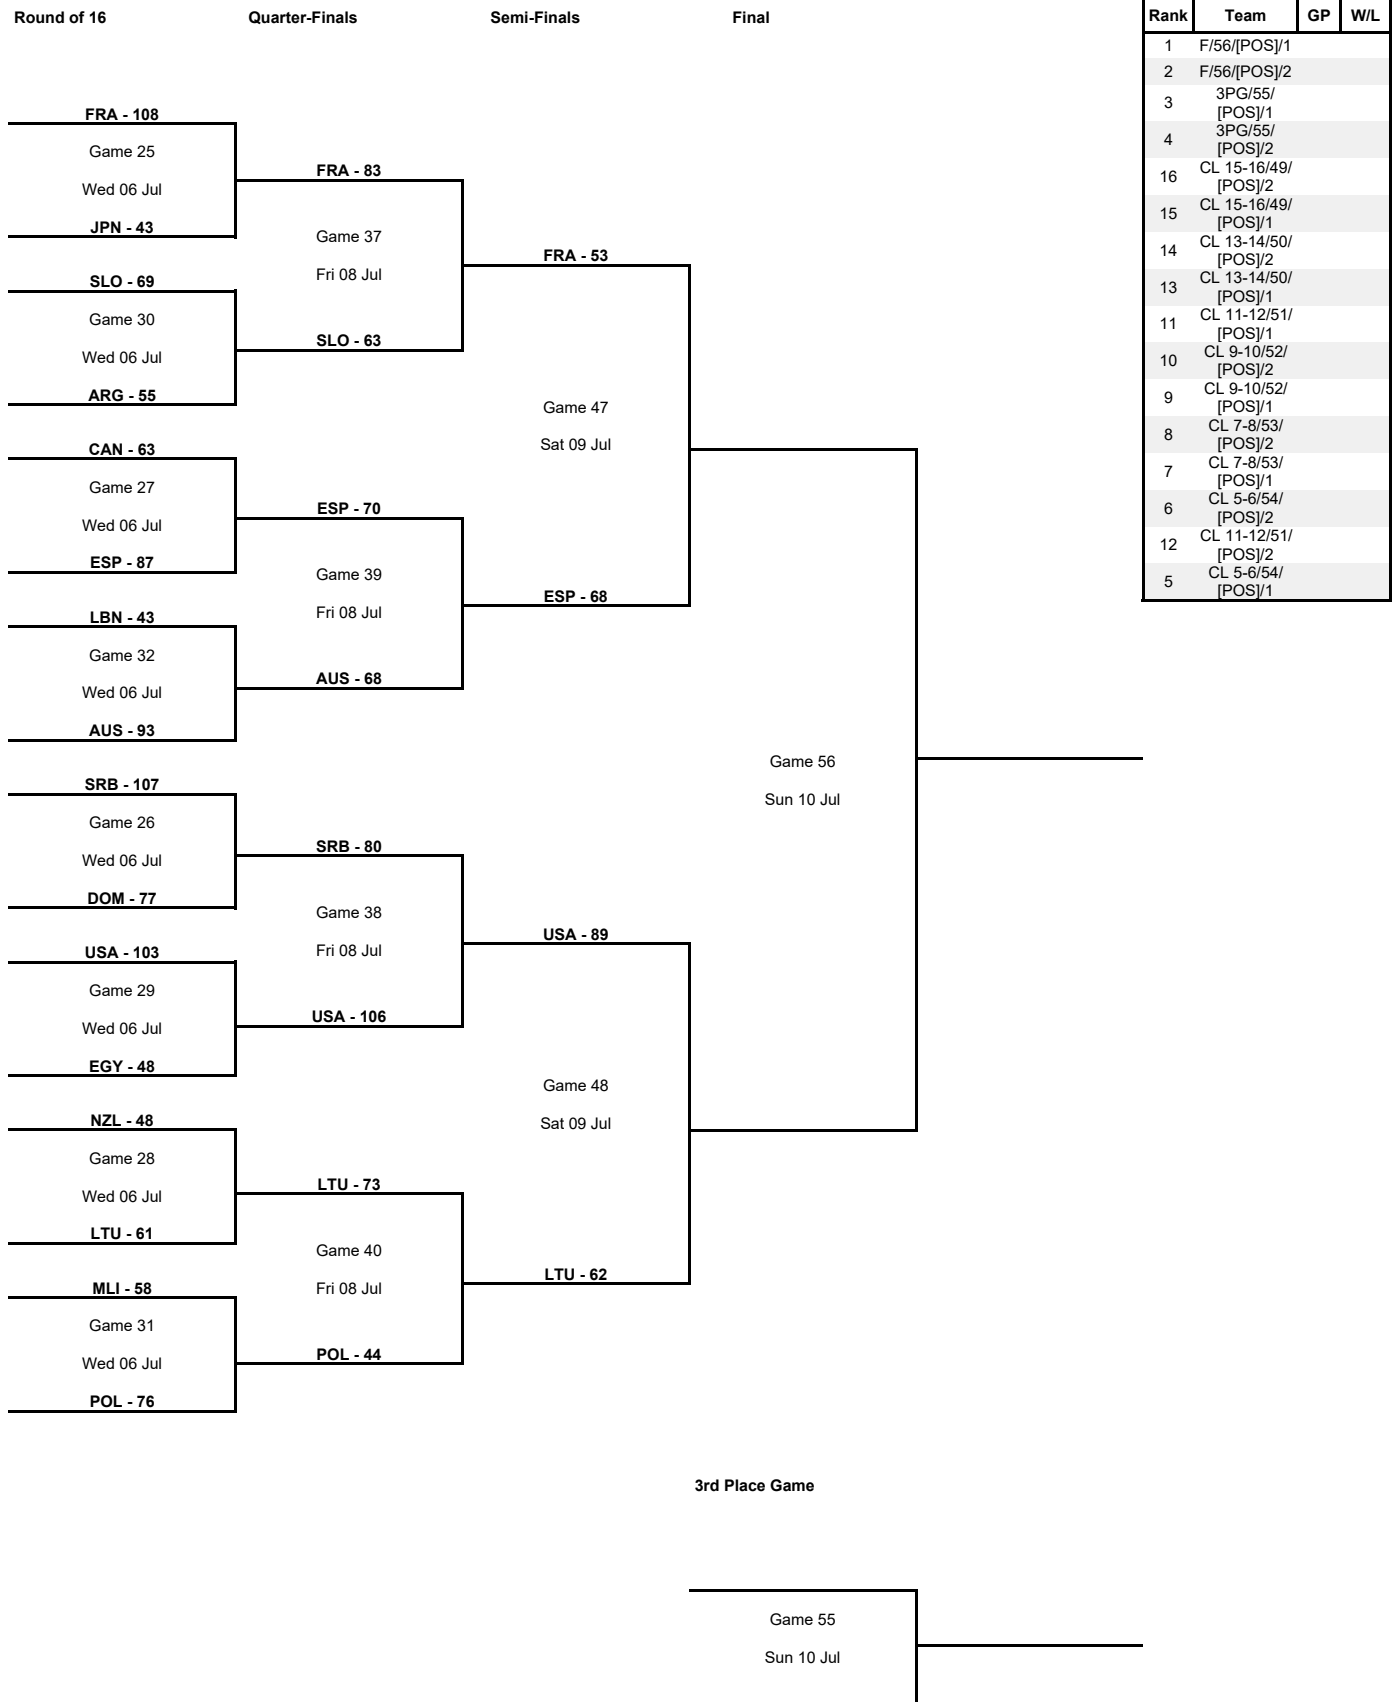 Round of 16
Quarter-Finals
Semi-Finals
Final
FRA - 108
Game 25
Wed 06 Jul
JPN - 43
SLO - 69
Game 30
Wed 06 Jul
ARG - 55
CAN - 63
Game 27
Wed 06 Jul
ESP - 87
LBN - 43
Game 32
Wed 06 Jul
AUS - 93
SRB - 107
Game 26
Wed 06 Jul
DOM - 77
USA - 103
Game 29
Wed 06 Jul
EGY - 48
NZL - 48
Game 28
Wed 06 Jul
LTU - 61
MLI - 58
Game 31
Wed 06 Jul
POL - 76
FRA - 83
Game 37
Fri 08 Jul
SLO - 63
ESP - 70
Game 39
Fri 08 Jul
AUS - 68
SRB - 80
Game 38
Fri 08 Jul
USA - 106
LTU - 73
Game 40
Fri 08 Jul
POL - 44
FRA - 53
Game 47
Sat 09 Jul
ESP - 68
USA - 89
Game 48
Sat 09 Jul
LTU - 62
Game 56
Sun 10 Jul
3rd Place Game
Game 55
Sun 10 Jul
Rank Team GP W/L
1 F/56/[POS]/1
2 F/56/[POS]/2
3 3PG/55/
[POS]/1
4 3PG/55/
[POS]/2
16 CL 15-16/49/
[POS]/2
15 CL 15-16/49/
[POS]/1
14 CL 13-14/50/
[POS]/2
13 CL 13-14/50/
[POS]/1
11 CL 11-12/51/
[POS]/1
10 CL 9-10/52/
[POS]/2
9 CL 9-10/52/
[POS]/1
8 CL 7-8/53/
[POS]/2
7 CL 7-8/53/
[POS]/1
6 CL 5-6/54/
[POS]/2
12 CL 11-12/51/
[POS]/2
5 CL 5-6/54/
[POS]/1